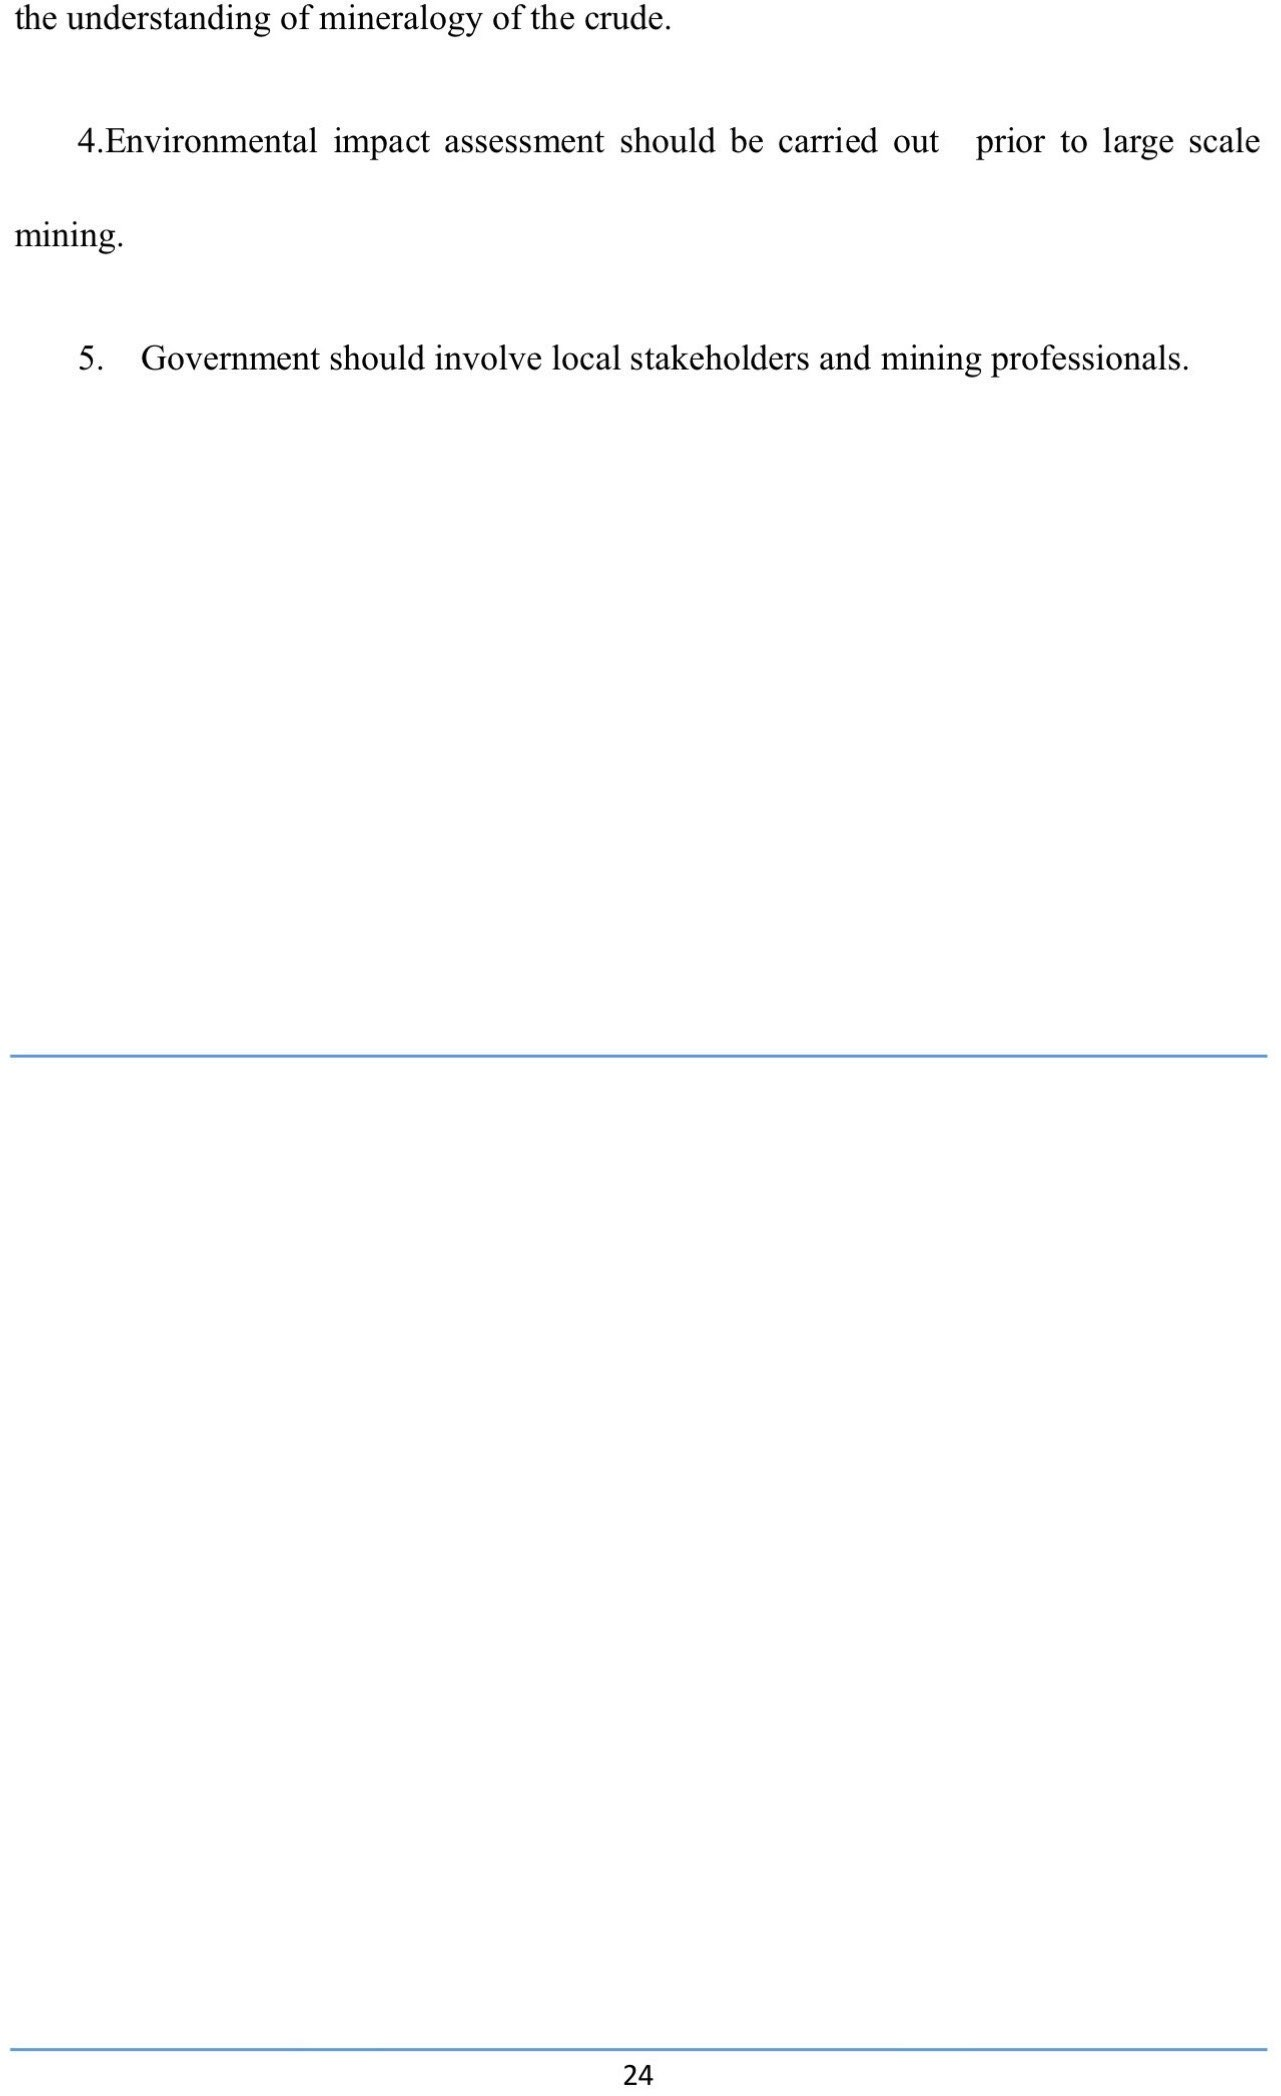 the understanding of mineralogy of the crude.
4.Environmental impact assessment should be carried out prior to large scale
mining.
5. Government should involve local stakeholders and mining professionals.
24